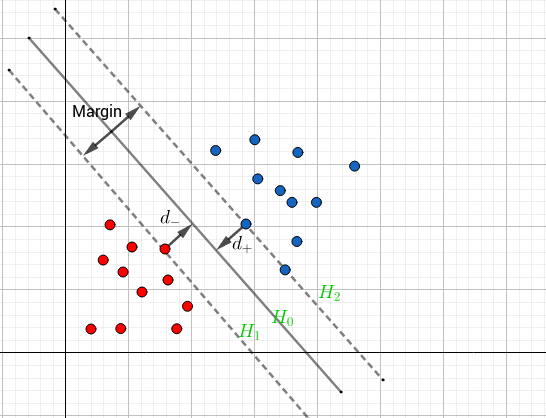 Margin
d₋
d₊
H₂
H₀
H₁